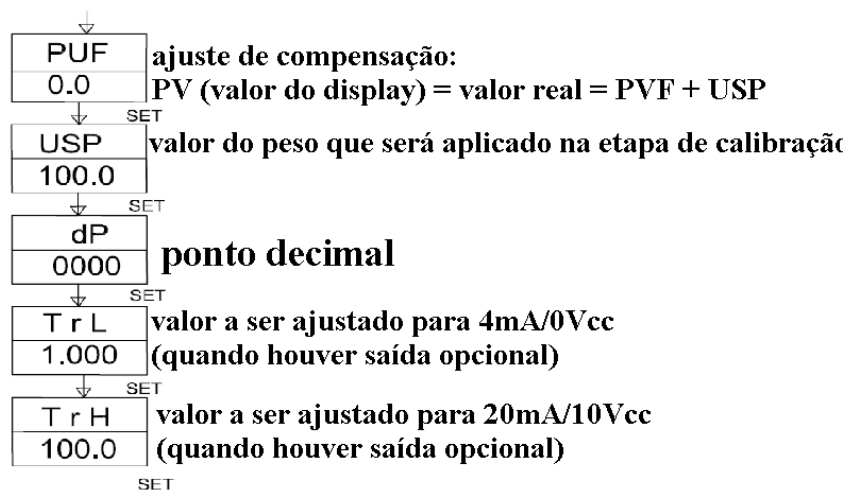 PUF
ajuste de compensação:
0.0
PV (valor do display) = valor real = PVF + USP
SET
USP
valor do peso que será aplicado na etapa de calibração
100.0
SET
dP
ponto decimal
0000
SET
TrL
valor a ser ajustado para 4mA/0Vcc
1.000
(quando houver saída opcional)
SET
TrH
valor a ser ajustado para 20mA/10Vcc
100.0
(quando houver saída opcional)
SET